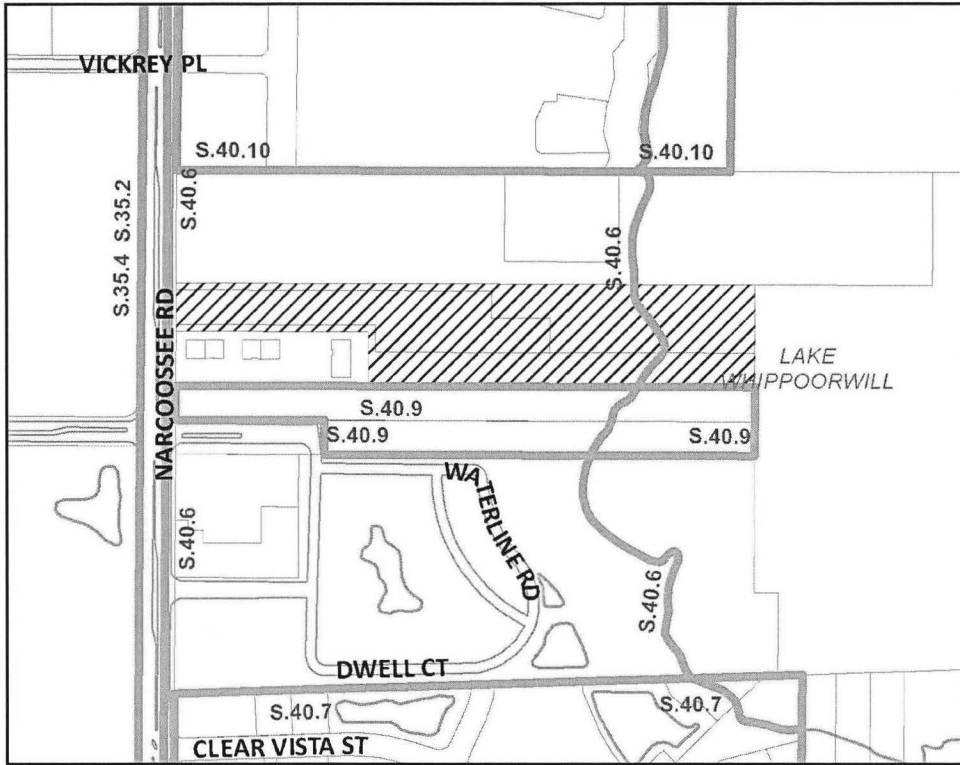 VICKREY PL
S.40.10
S.40.10
S.35.2
S.40.6
S.40.6
S.35.4
NARCOOSSEE RD
LAKE
WHIPPOORWILL
S.40.9
S.40.9
S.40.9
WATERLINE RD
S.40.6
S.40.6
DWELL CT
S.40.7
S.40.7
CLEAR VISTA ST